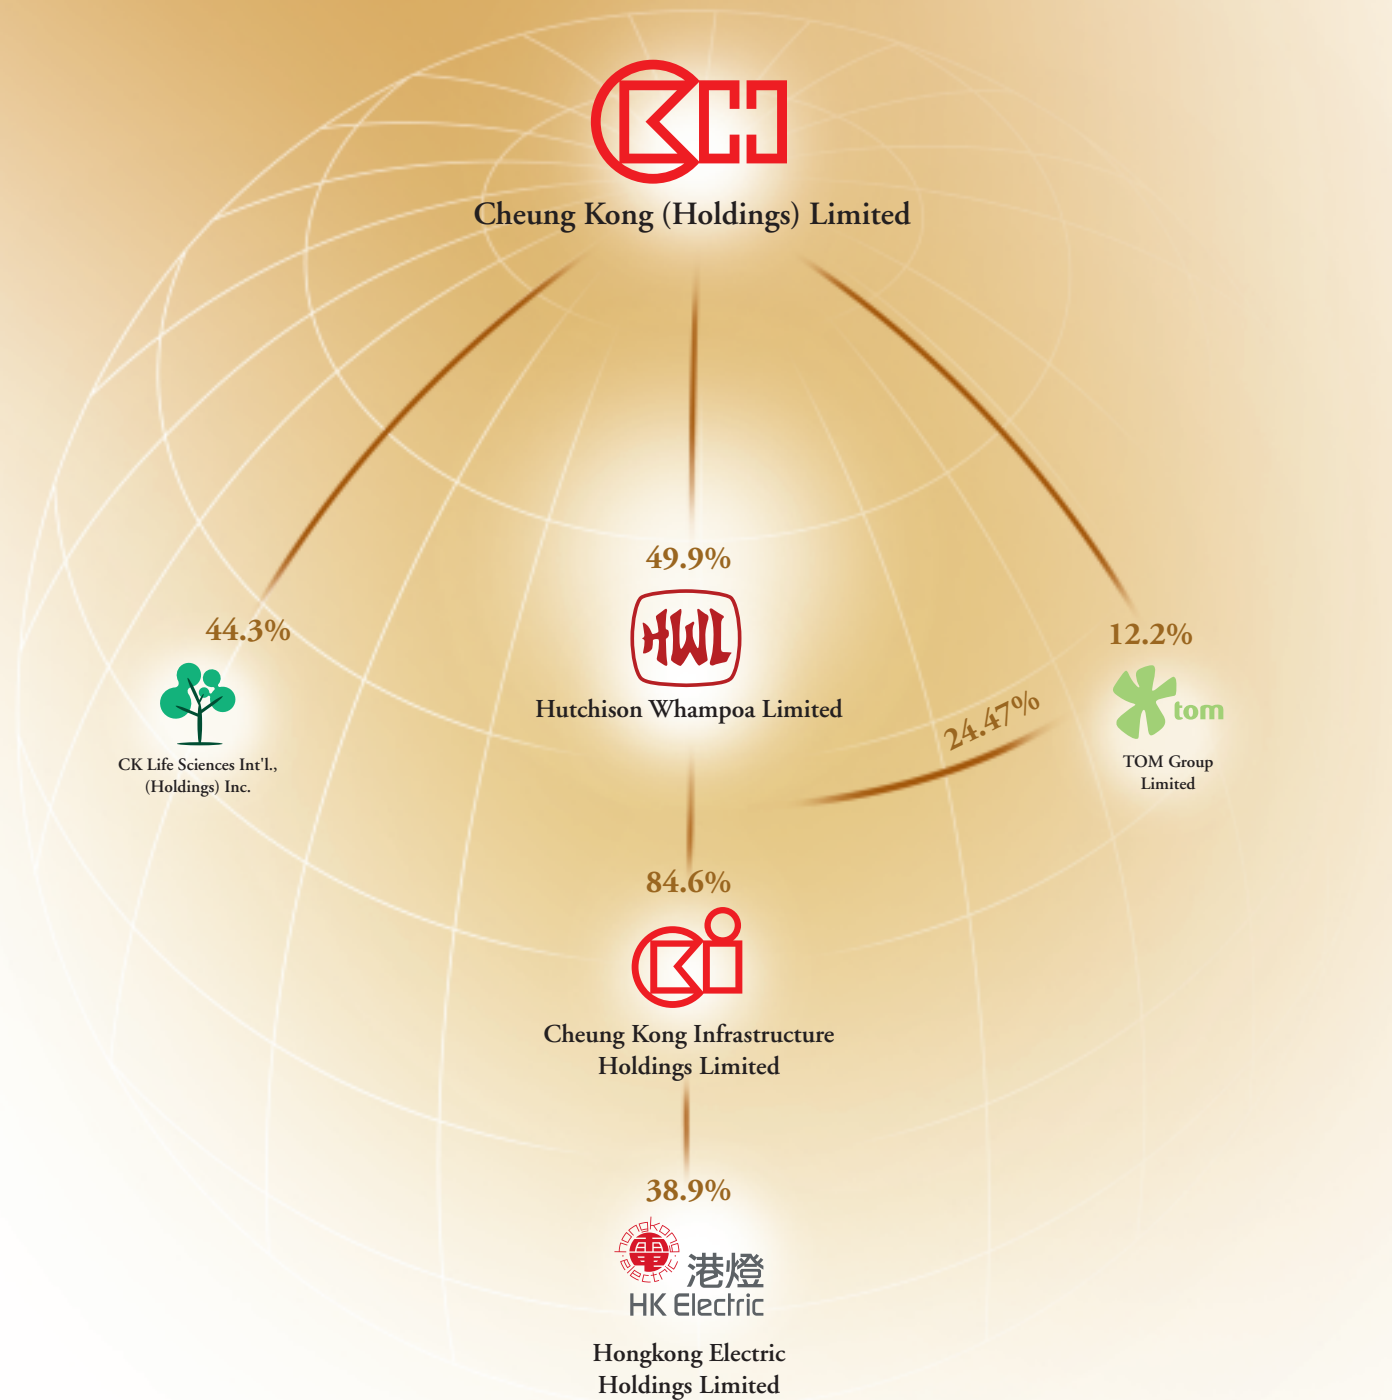 CKH
Cheung Kong (Holdings) Limited
49.9%
HWL
Hutchison Whampoa Limited
44.3%
CK Life Sciences Int'l.,
(Holdings) Inc.
12.2%
tom
TOM Group
Limited
24.47%
84.6%
CKi
Cheung Kong Infrastructure
Holdings Limited
38.9%
hongkong
electric
港燈
HK Electric
Hongkong Electric
Holdings Limited